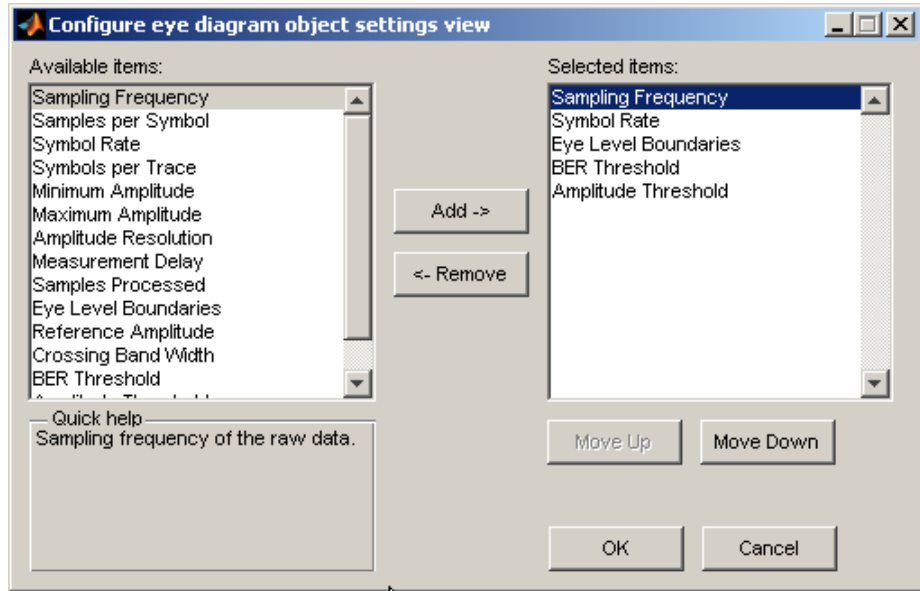 Configure eye diagram object settings view
Available items:
Sampling Frequency
Samples per Symbol
Symbol Rate
Symbols per Trace
Minimum Amplitude
Maximum Amplitude
Amplitude Resolution
Measurement Delay
Samples Processed
Eye Level Boundaries
Reference Amplitude
Crossing Band Width
BER Threshold
Add ->
<- Remove
Selected items:
Sampling Frequency
Symbol Rate
Eye Level Boundaries
BER Threshold
Amplitude Threshold
Quick help
Sampling frequency of the raw data.
Move Up
Move Down
OK
Cancel